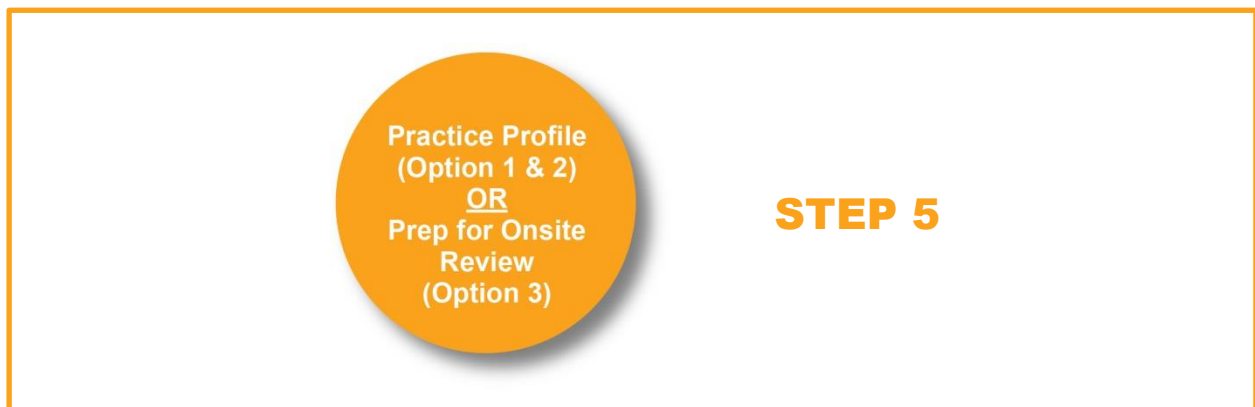 Practice Profile
(Option 1 & 2)
OR
Prep for Onsite
Review
(Option 3)
STEP 5